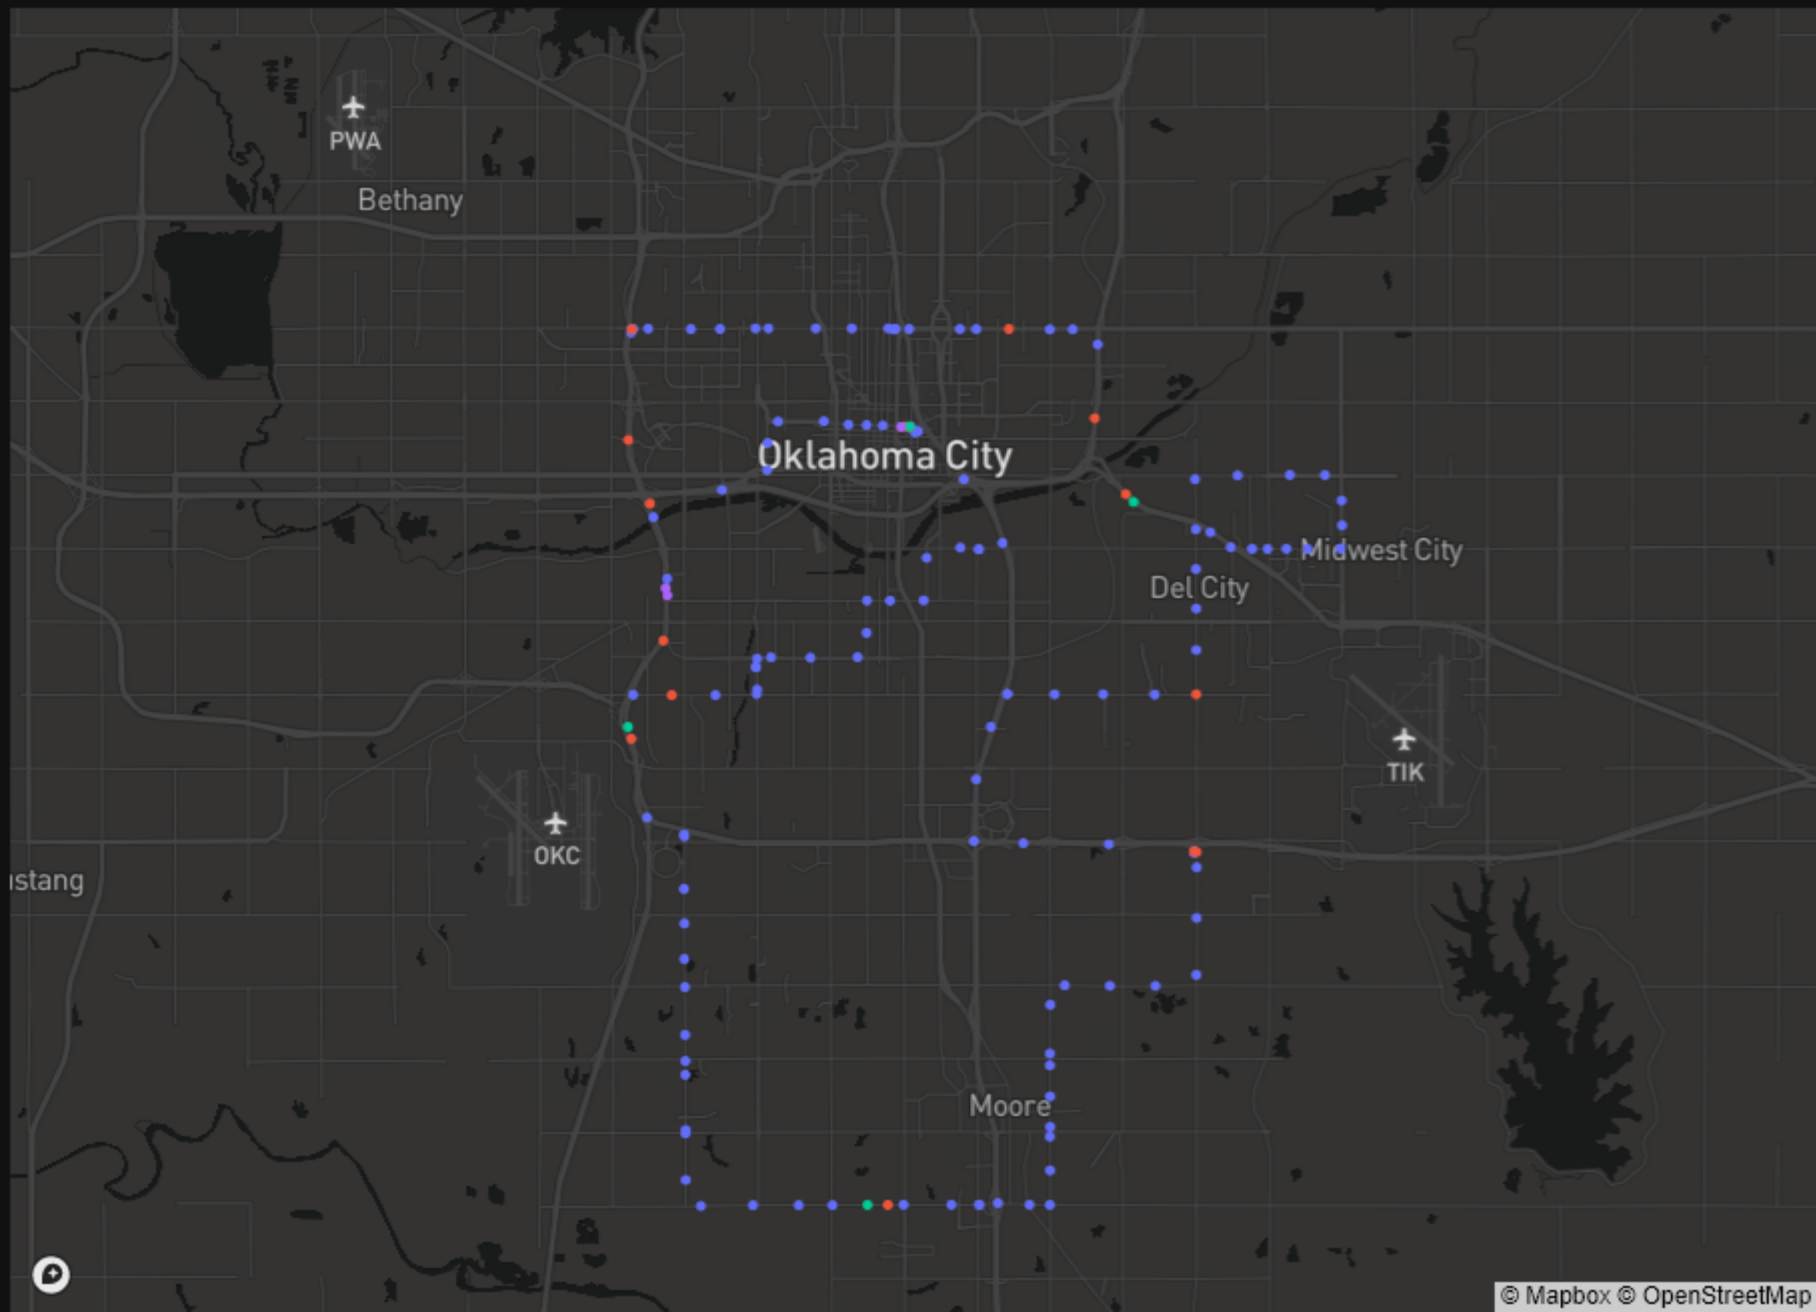 PWA
Bethany
Oklahoma City
Midwest City
Del City
TIK
OKC
istang
Moore
© Mapbox © OpenStreetMap